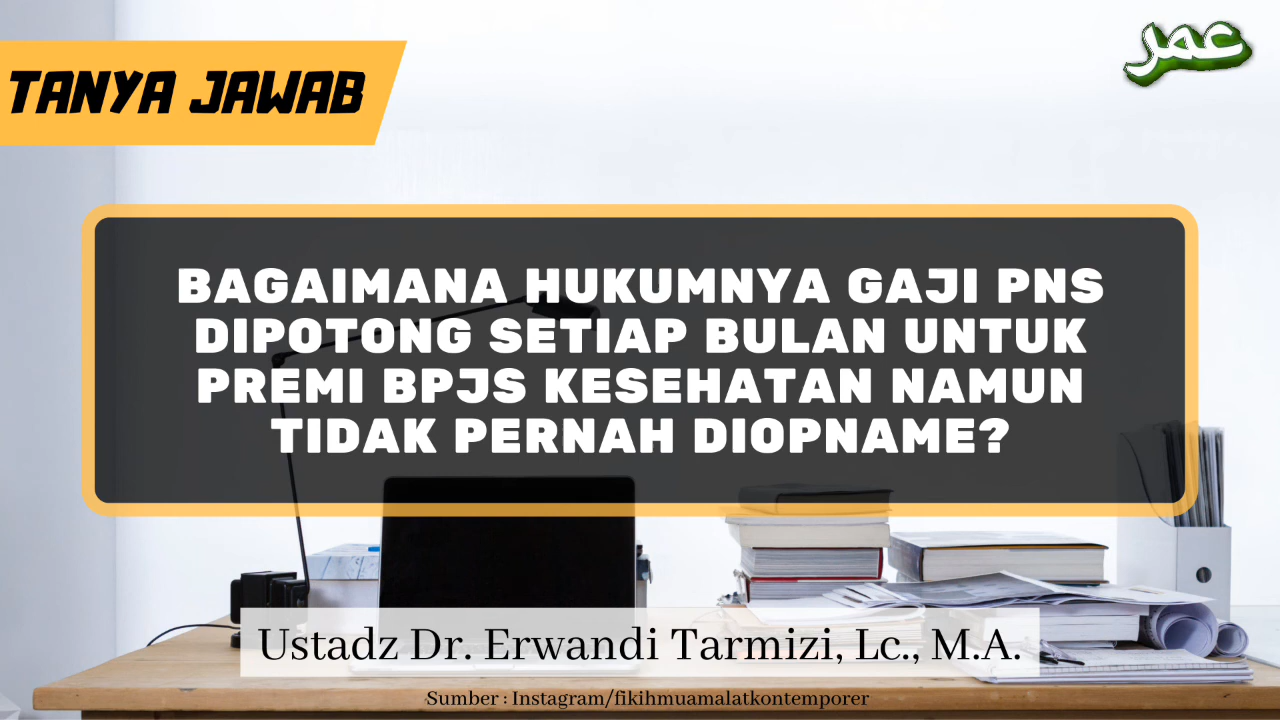 TANYA JAWAB
عمر
BAGAIMANA HUKUMNYA GAJI PNS
DIPOTONG SETIAP BULAN UNTUK
PREMI BPJS KESEHATAN NAMUN
TIDAK PERNAH DIOPNAME?
Ustadz Dr. Erwandi Tarmizi, Lc., M.A.
Sumber : Instagram/fikihmuamalatkontemporer